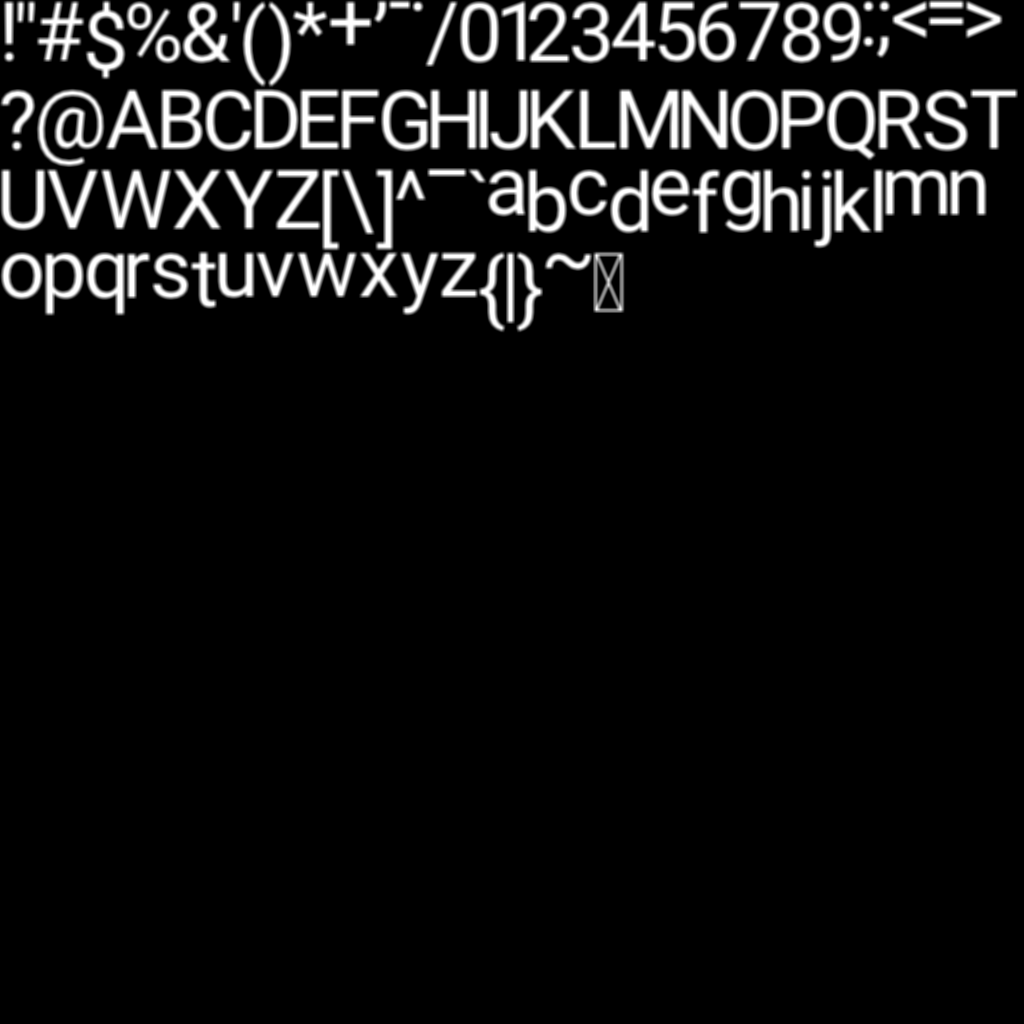 !"#$%&'()*+,-./0123456789:;<=>
?@ABCDEFGHIJKLMNOPQRST
UVWXYZ[\]^_`abcdefghijklmn
opqrstuvwxyz{|}~